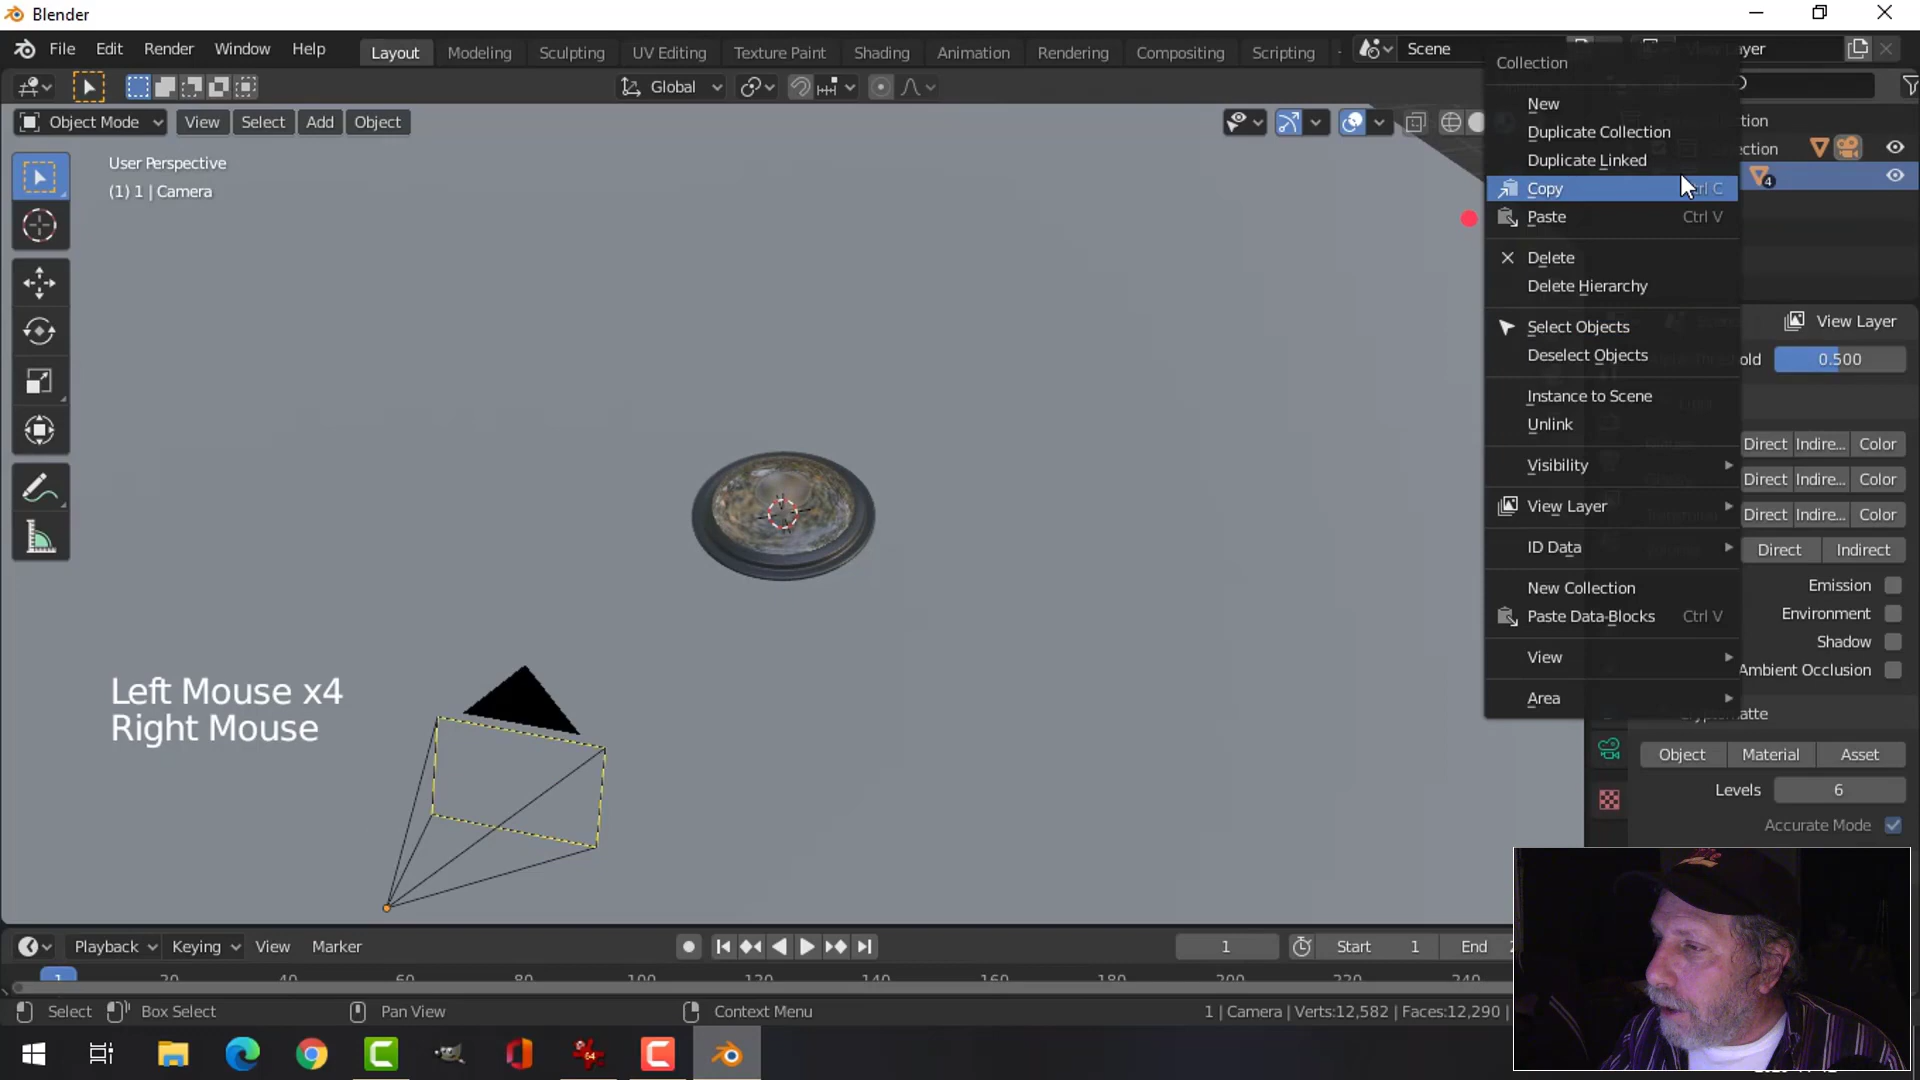 Blender
File Edit Render Window Help
Layout Modeling Sculpting UV Editing Texture Paint Shading Animation Rendering Compositing Scripting
Scene
View Layer
Global
Object Mode View Select Add Object
User Perspective
(1) 1 | Camera
Collection
New
Duplicate Collection
Duplicate Linked
Copy
Paste Ctrl V
Delete
Delete Hierarchy
Select Objects
Deselect Objects
Instance to Scene
Unlink
Visibility
View Layer
ID Data
New Collection
Paste Data-Blocks Ctrl V
View
Area
4
View Layer
0.500
Direct Indire... Color
Direct Indire... Color
Direct Indire... Color
Direct Indirect
Emission
Environment
Shadow
Ambient Occlusion
Cryptomatte
Object Material Asset
Levels 6
Accurate Mode
Left Mouse x4
Right Mouse
Playback Keying View Marker
1
Start 1 End
1 20 40 60 80 100 120 140 160 180 200 220 240
Select Box Select Pan View Context Menu
1 | Camera | Verts:12,582 | Faces:12,290 |